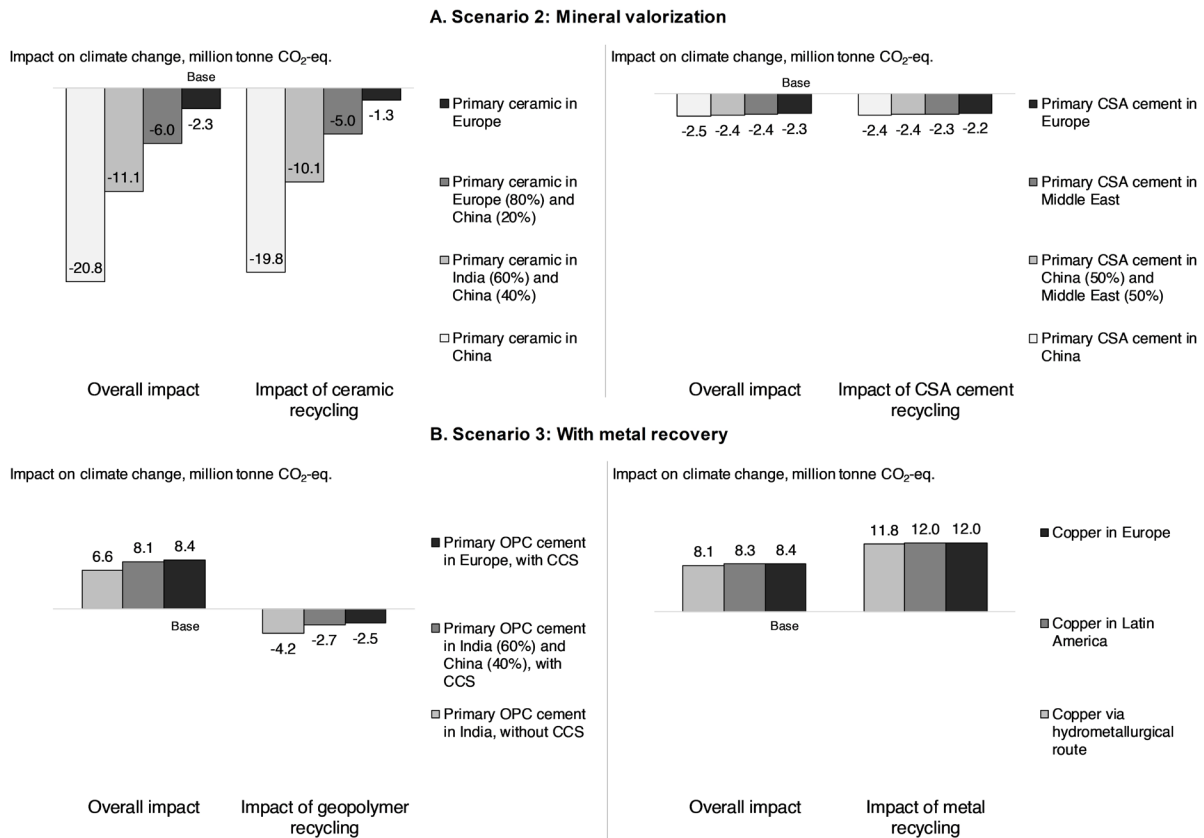 A. Scenario 2: Mineral valorization
Impact on climate change, million tonne CO₂-eq.
Base
-20.8
-11.1
-6.0
-2.3
-19.8
-10.1
-5.0
-1.3
Overall impact
Impact of ceramic
recycling
Primary ceramic in
Europe
Primary ceramic in
Europe (80%) and
China (20%)
Primary ceramic in
India (60%) and
China (40%)
Primary ceramic in
China
Impact on climate change, million tonne CO₂-eq.
Base
-2.5
-2.4
-2.4
-2.3
-2.4
-2.4
-2.3
-2.2
Overall impact
Impact of CSA cement
recycling
Primary CSA cement in
Europe
Primary CSA cement in
Middle East
Primary CSA cement in
China (50%) and
Middle East (50%)
Primary CSA cement in
China
B. Scenario 3: With metal recovery
Impact on climate change, million tonne CO₂-eq.
6.6
8.1
8.4
Base
-4.2
-2.7
-2.5
Overall impact
Impact of geopolymer
recycling
Primary OPC cement
in Europe, with CCS
Primary OPC cement
in India (60%) and
China (40%), with
CCS
Primary OPC cement
in India, without CCS
Impact on climate change, million tonne CO₂-eq.
8.1
8.3
8.4
Base
11.8
12.0
12.0
Overall impact
Impact of metal
recycling
Copper in Europe
Copper in Latin
America
Copper via
hydrometallurgical
route